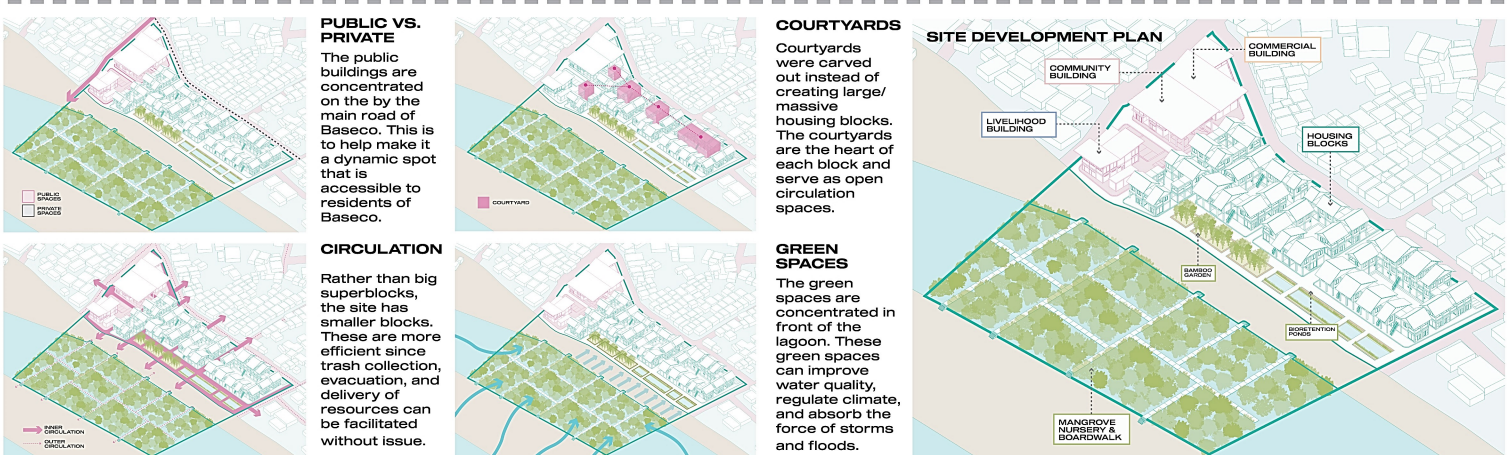 PUBLIC VS.
PRIVATE
The public
buildings are
concentrated
on the by the
main road of
Baseco. This is
to help make it
a dynamic spot
that is
accessible to
residents of
Baseco.
PUBLIC
SPACES
PRIVATE
SPACES
COURTYARDS
Courtyards
were carved
out instead of
creating large/
massive
housing blocks.
The courtyards
are the heart of
each block and
serve as open
circulation
spaces.
COURTYARD
CIRCULATION
Rather than big
superblocks,
the site has
smaller blocks.
These are more
efficient since
trash collection,
evacuation, and
delivery of
resources can
be facilitated
without issue.
INNER
CIRCULATION
OUTER
CIRCULATION
GREEN
SPACES
The green
spaces are
concentrated in
front of the
lagoon. These
green spaces
can improve
water quality,
regulate climate,
and absorb the
force of storms
and floods.
SITE DEVELOPMENT PLAN
COMMERCIAL
BUILDING
COMMUNITY
BUILDING
LIVELIHOOD
BUILDING
HOUSING
BLOCKS
BAMBOO
GARDEN
BIORETENTION
PONDS
MANGROVE
NURSERY &
BOARDWALK